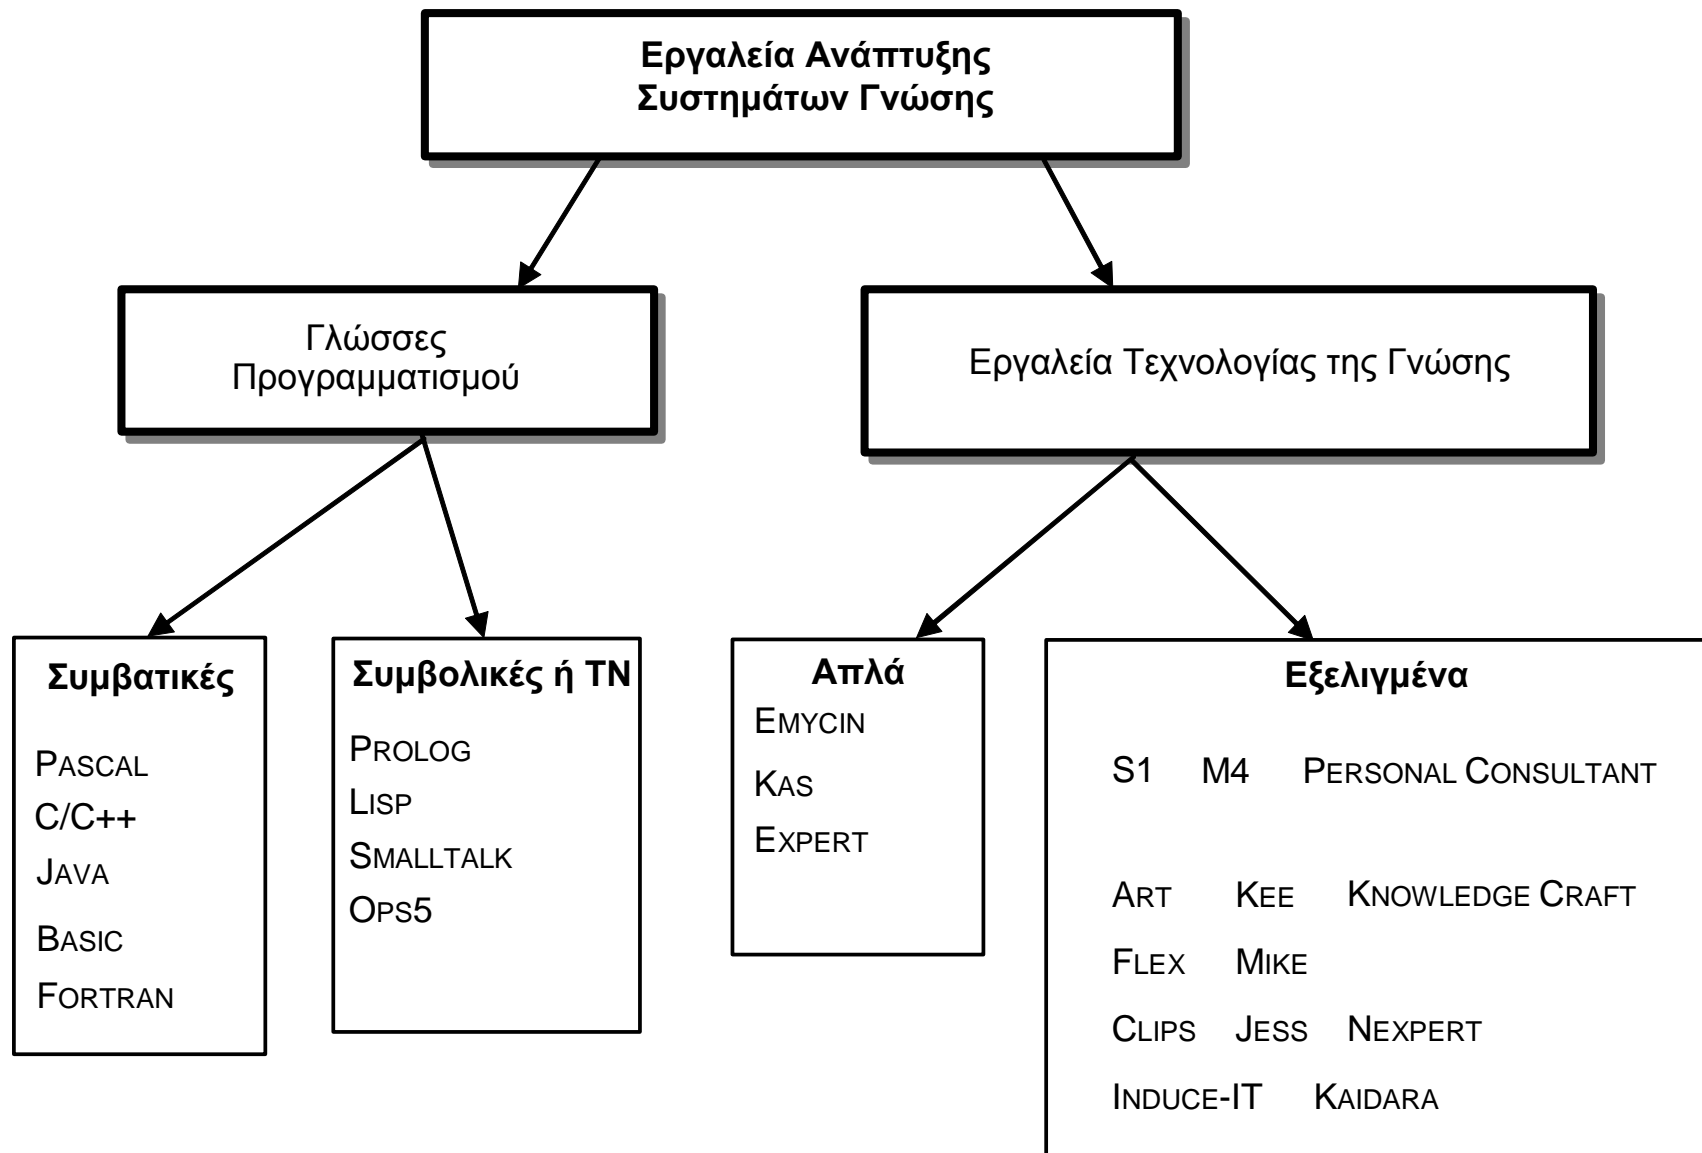 Εργαλεία Ανάπτυξης
Συστημάτων Γνώσης
Γλώσσες
Προγραμματισμού
Εργαλεία Τεχνολογίας της Γνώσης
Συμβατικές
PASCAL
C/C++
JAVA
BASIC
FORTRAN
Συμβολικές ή ΤΝ
PROLOG
LISP
SMALLTALK
OPS5
Απλά
EMYCIN
KAS
EXPERT
Εξελιγμένα
S1 M4 PERSONAL CONSULTANT
ART KEE KNOWLEDGE CRAFT
FLEX MIKE
CLIPS JESS NEXPERT
INDUCE-IT KAIDARA